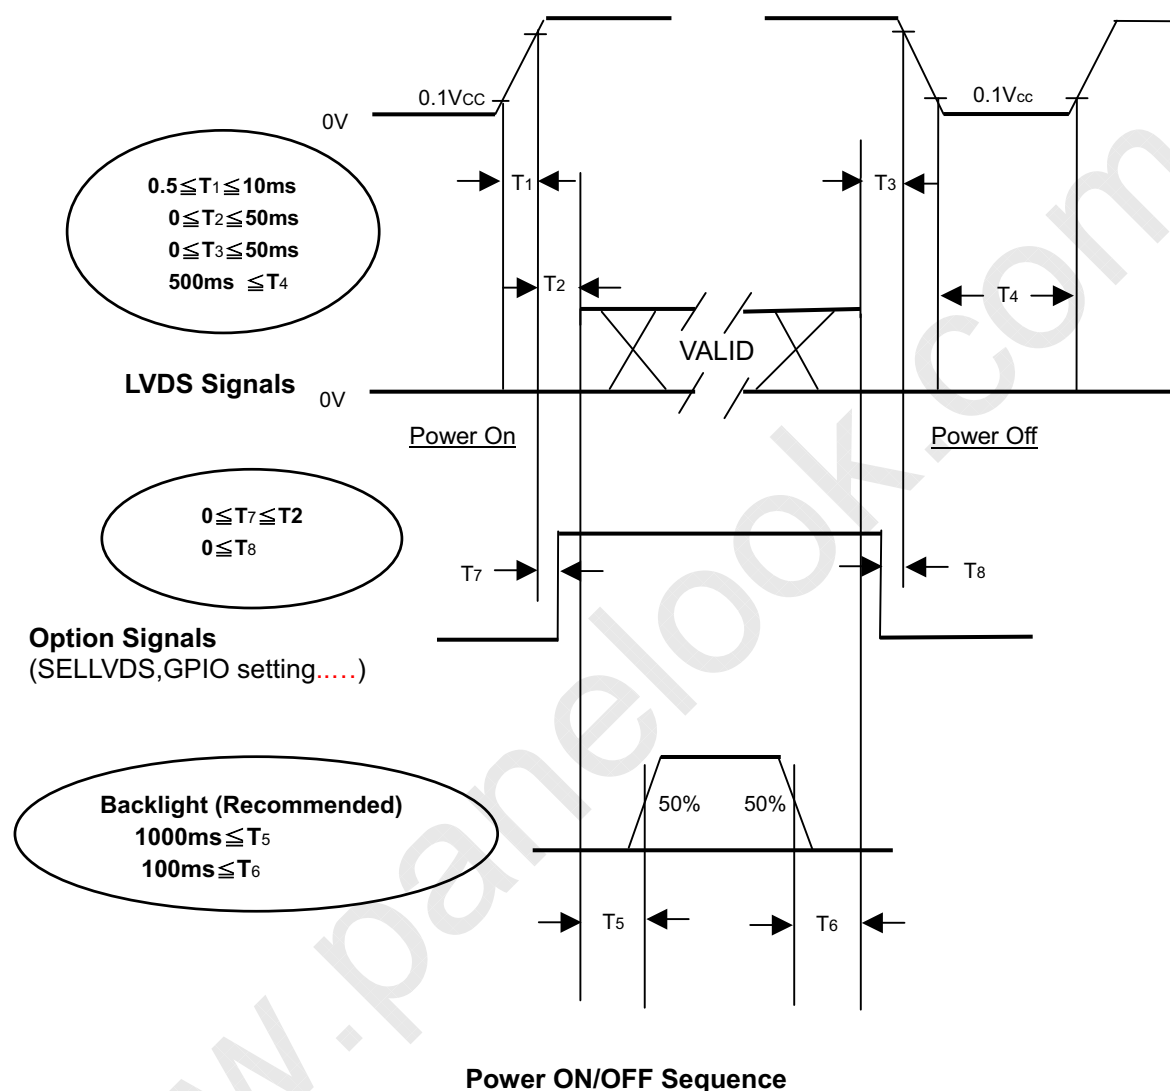 0.1Vcc
0.1Vcc
0V
0.5≦T1≦10ms
0≦T2≦50ms
0≦T3≦50ms
500ms ≦T4
T1
T3
T2
T4
VALID
LVDS Signals
0V
Power On
Power Off
0≦T7≦T2
0≦T8
T7
T8
Option Signals
(SELLVDS,GPIO setting.....)
Backlight (Recommended)
1000ms≦T5
100ms≦T6
50%
50%
T5
T6
Power ON/OFF Sequence
w.panelook.com